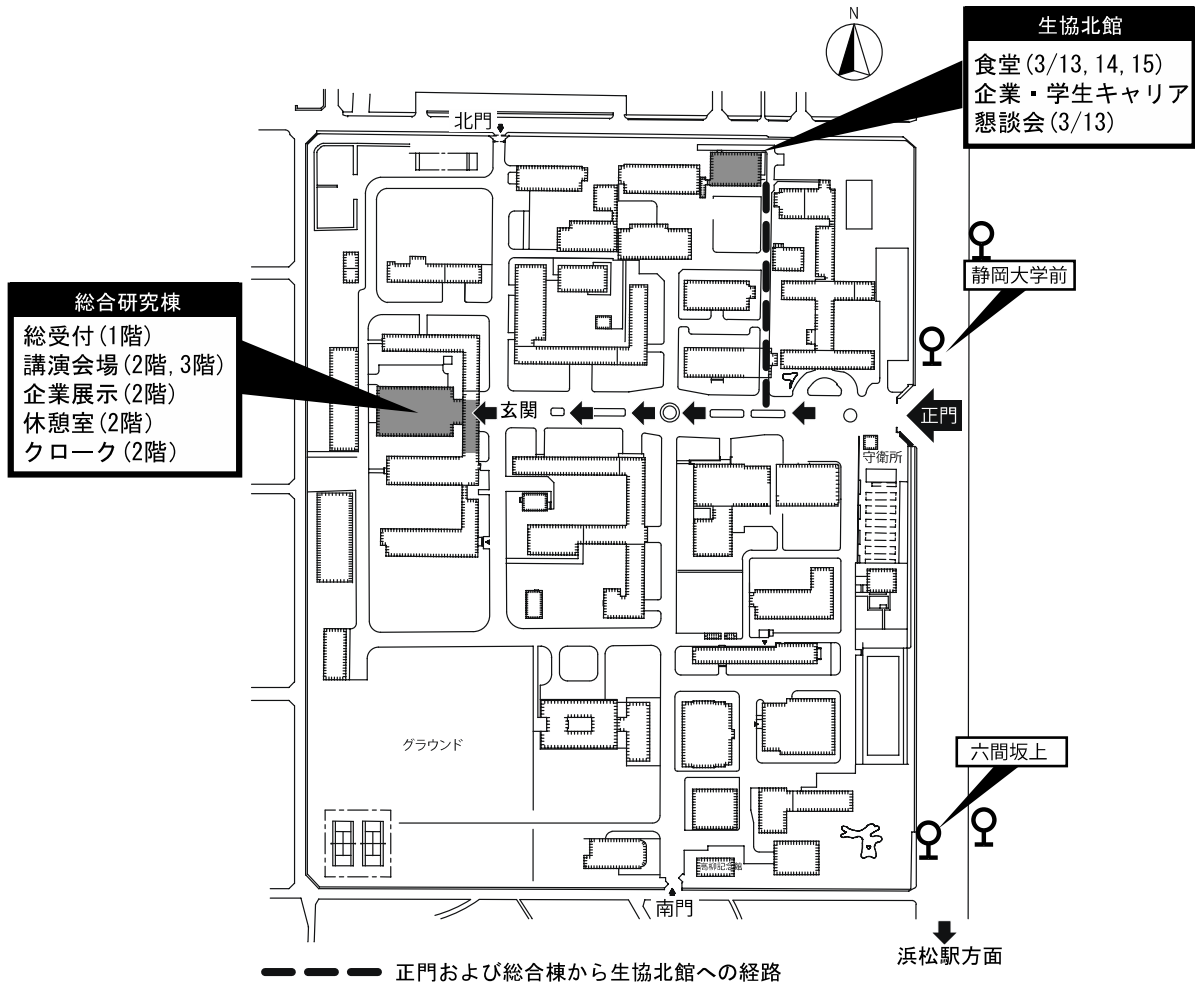 N
生協北館
食堂(3/13,14,15)
企業・学生キャリア
懇談会(3/13)
北門
静岡大学前
総合研究棟
総受付(1階)
講演会場(2階,3階)
企業展示(2階)
休憩室(2階)
クローク(2階)
玄関
正門
守衛所
六間坂上
グラウンド
高柳記念館
南門
浜松駅方面
正門および総合棟から生協北館への経路